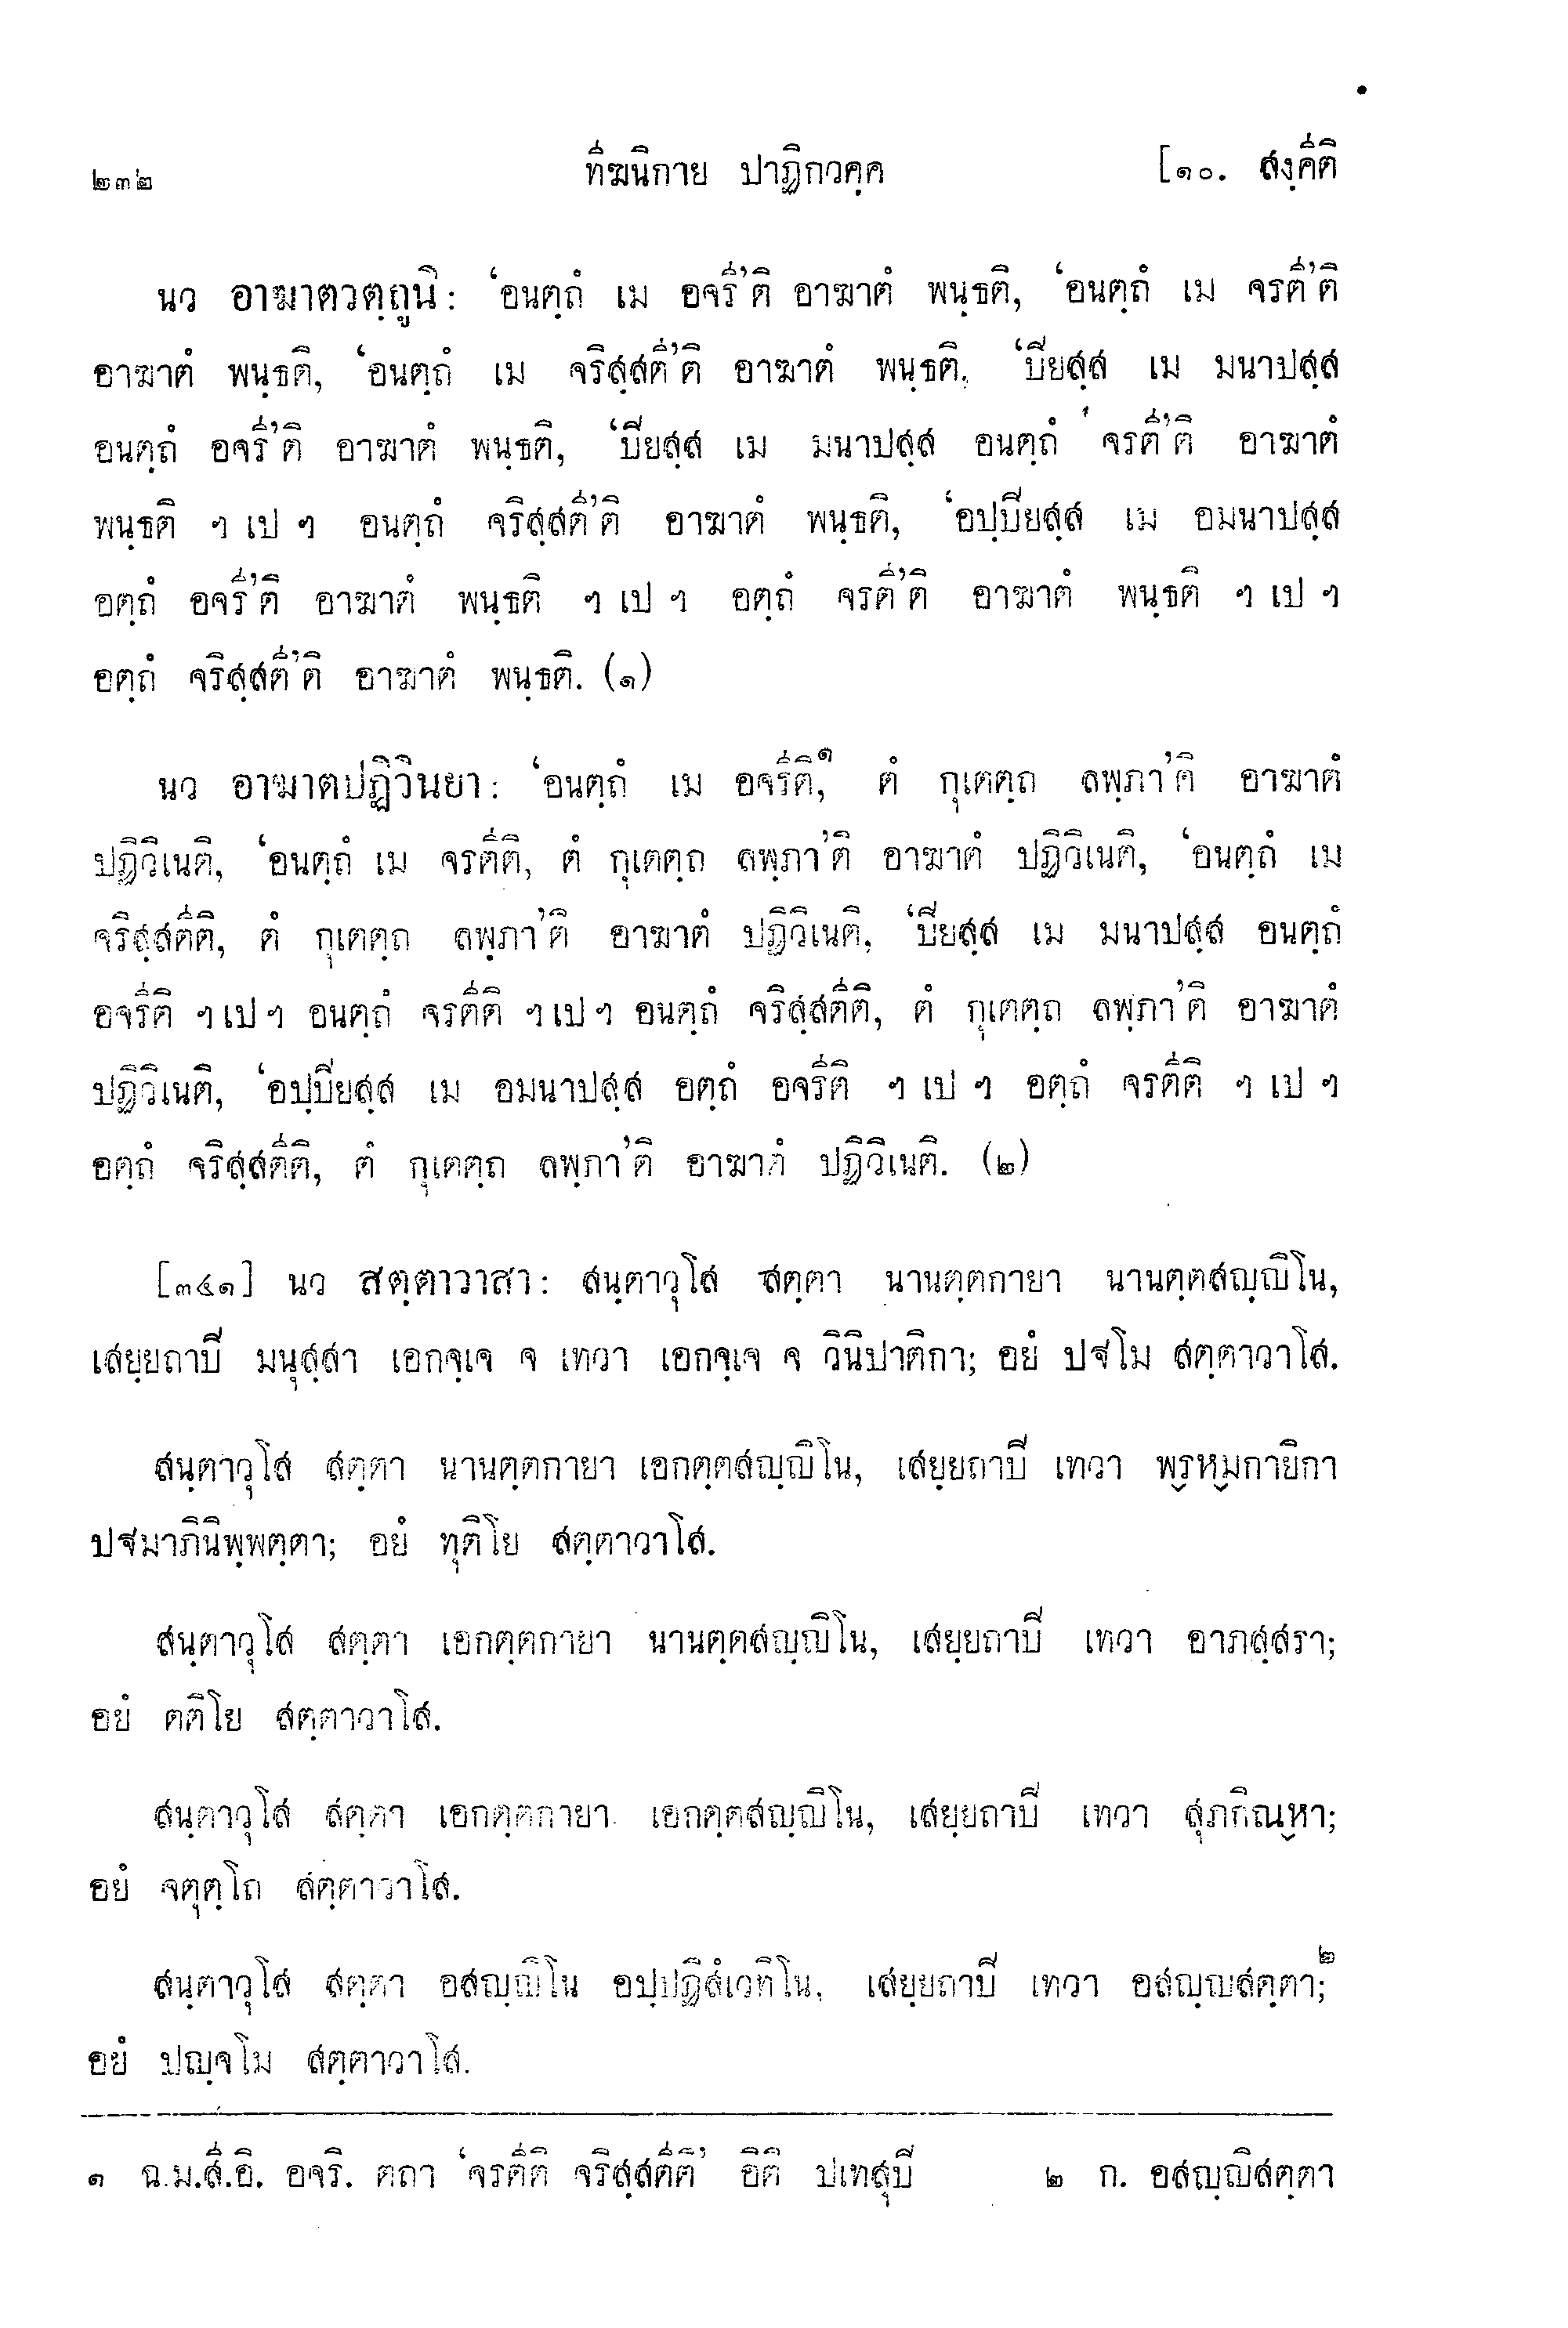 ๒๓๒ ทีฆนิกาย ปาฏิกวคฺค [๑๐. สงฺคีติ
นว อาฆาตวตฺถูนิ: ‘อนตฺถํ เม อจรี’ติ อาฆาตํ พนฺธติ, ‘อนตฺถํ เม จรตี’ติ
อาฆาตํ พนฺธติ, ‘อนตฺถํ เม จริสฺสตี’ติ อาฆาตํ พนฺธติ, ‘ปิยสฺส เม มนาปสฺส
อนตฺถํ อจรี’ติ อาฆาตํ พนฺธติ, ‘ปิยสฺส เม มนาปสฺส อนตฺถํ จรตี’ติ อาฆาตํ
พนฺธติ ฯ เป ฯ อนตฺถํ จริสฺสตี’ติ อาฆาตํ พนฺธติ, ‘อปฺปิยสฺส เม อมนาปสฺส
อตฺถํ อจรี’ติ อาฆาตํ พนฺธติ ฯ เป ฯ อตฺถํ จรตี’ติ อาฆาตํ พนฺธติ ฯ เป ฯ
อตฺถํ จริสฺสตี’ติ อาฆาตํ พนฺธติ. (๑)
นว อาฆาตปฏิวินยา: ‘อนตฺถํ เม อจรีติ,๑ ตํ กุเตตฺถ ลพฺภา’ติ อาฆาตํ
ปฏิวิเนติ, ‘อนตฺถํ เม จรตีติ, ตํ กุเตตฺถ ลพฺภา’ติ อาฆาตํ ปฏิวิเนติ, ‘อนตฺถํ เม
จริสฺสตีติ, ตํ กุเตตฺถ ลพฺภา’ติ อาฆาตํ ปฏิวิเนติ, ‘ปิยสฺส เม มนาปสฺส อนตฺถํ
อจรีติ ฯ เป ฯ อนตฺถํ จรตีติ ฯ เป ฯ อนตฺถํ จริสฺสตีติ, ตํ กุเตตฺถ ลพฺภา’ติ อาฆาตํ
ปฏิวิเนติ, ‘อปฺปิยสฺส เม อมนาปสฺส อตฺถํ อจรีติ ฯ เป ฯ อตฺถํ จรตีติ ฯ เป ฯ
อตฺถํ จริสฺสตีติ, ตํ กุเตตฺถ ลพฺภา’ติ อาฆาตํ ปฏิวิเนติ. (๒)
[๓๔๑] นว สตฺตาวาสา: สนฺตาวุโส สตฺตา นานตฺตกายา นานตฺตสญฺญิโน,
เสยฺยถาปิ มนุสฺสา เอกจฺเจ จ เทวา เอกจฺเจ จ วินิปาติกา; อยํ ปฐโม สตฺตาวาโส.
สนฺตาวุโส สตฺตา นานตฺตกายา เอกตฺตสญฺญิโน, เสยฺยถาปิ เทวา พฺรหฺมกายิกา
ปฐมาภินิพฺพตฺตา; อยํ ทุติโย สตฺตาวาโส.
สนฺตาวุโส สตฺตา เอกตฺตกายา นานตฺตสญฺญิโน, เสยฺยถาปิ เทวา อาภสฺสรา;
อยํ ตติโย สตฺตาวาโส.
สนฺตาวุโส สตฺตา เอกตฺตกายา เอกตฺตสญฺญิโน, เสยฺยถาปิ เทวา สุภกิณฺหา;
อยํ จตุตฺโถ สตฺตาวาโส.
สนฺตาวุโส สตฺตา อสญฺญิโน อปฺปฏิสํเวทิโน, เสยฺยถาปิ เทวา อสญฺญสตฺตา;๒
อยํ ปญฺจโม สตฺตาวาโส.
๑ ฉ.ม.สี.อิ. อจริ. ตถา ‘จรตีติ จริสฺสตีติ’ อิติ ปเทสุปิ ๒ ก. อสญฺญิสตฺตา